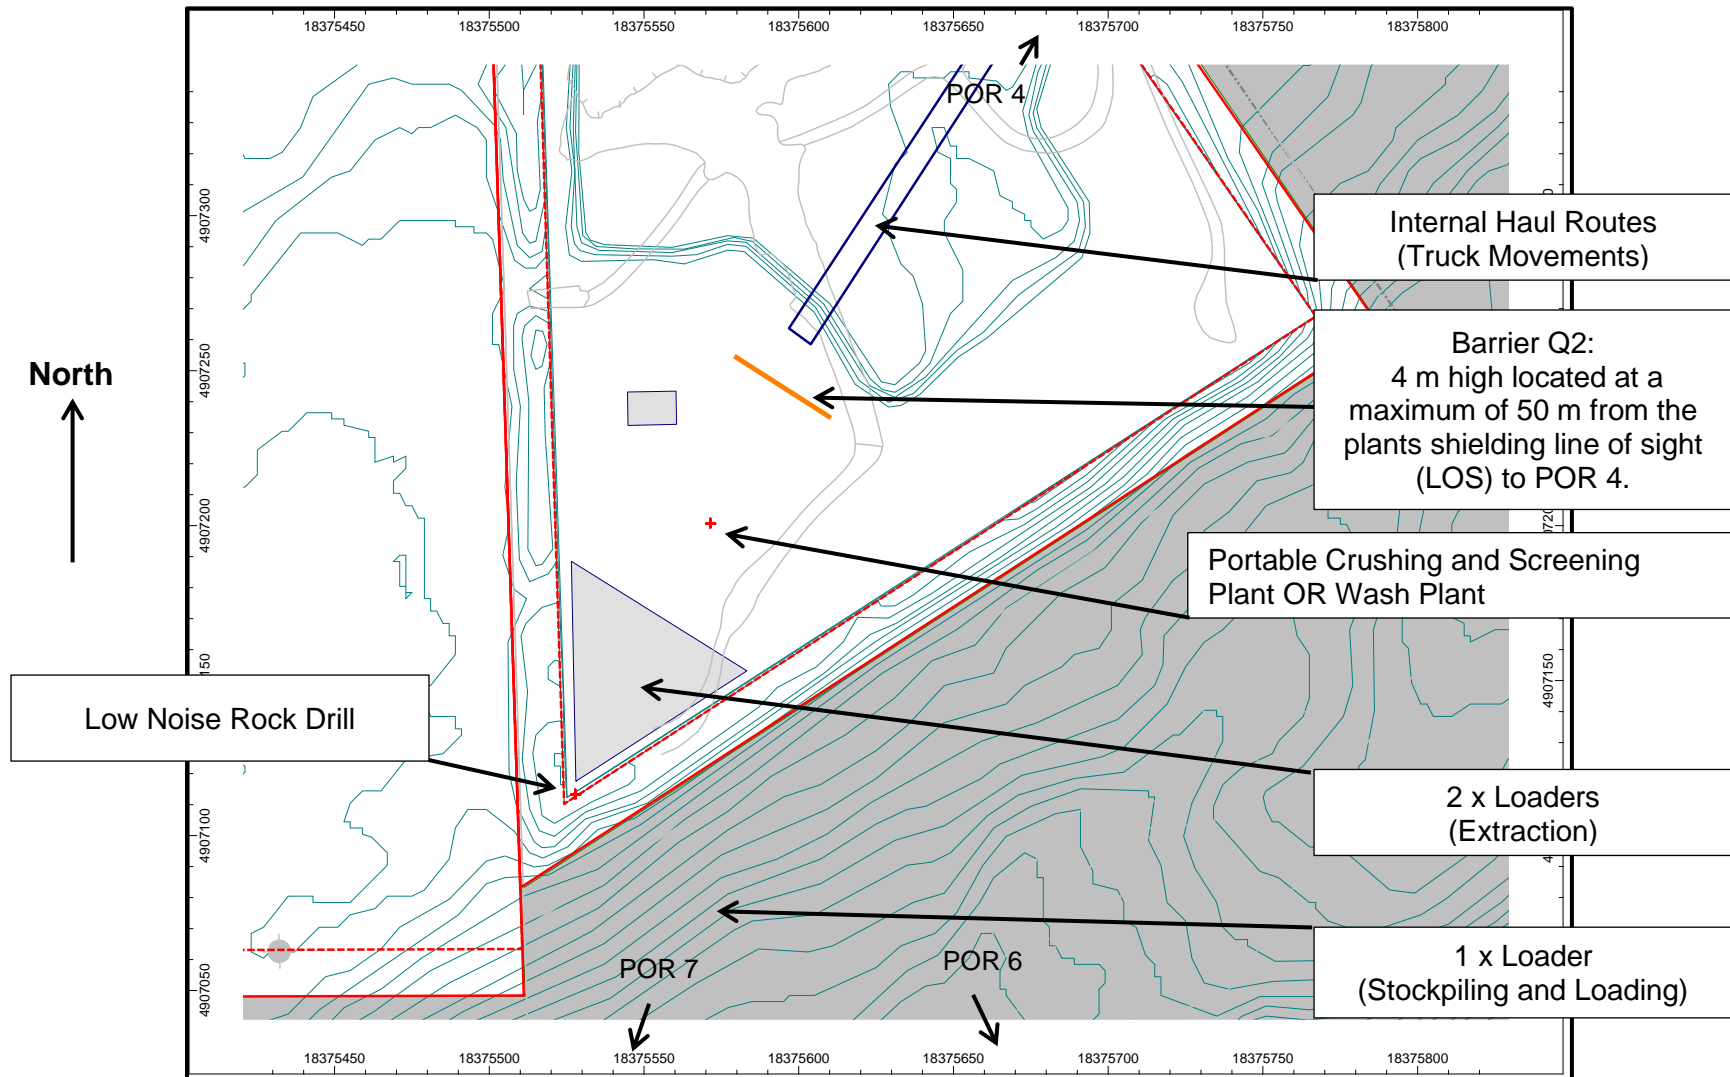 18375450 18375500 18375550 18375600 18375650 18375700 18375750 18375800
POR 4
4907300
Internal Haul Routes
(Truck Movements)
North
4907250
Barrier Q2:
4 m high located at a
maximum of 50 m from the
plants shielding line of sight
(LOS) to POR 4.
4907200
Portable Crushing and Screening
Plant OR Wash Plant
4907150
Low Noise Rock Drill
2 x Loaders
(Extraction)
4907100
1 x Loader
(Stockpiling and Loading)
POR 7
POR 6
4907050
18375450 18375500 18375550 18375600 18375650 18375700 18375750 18375800